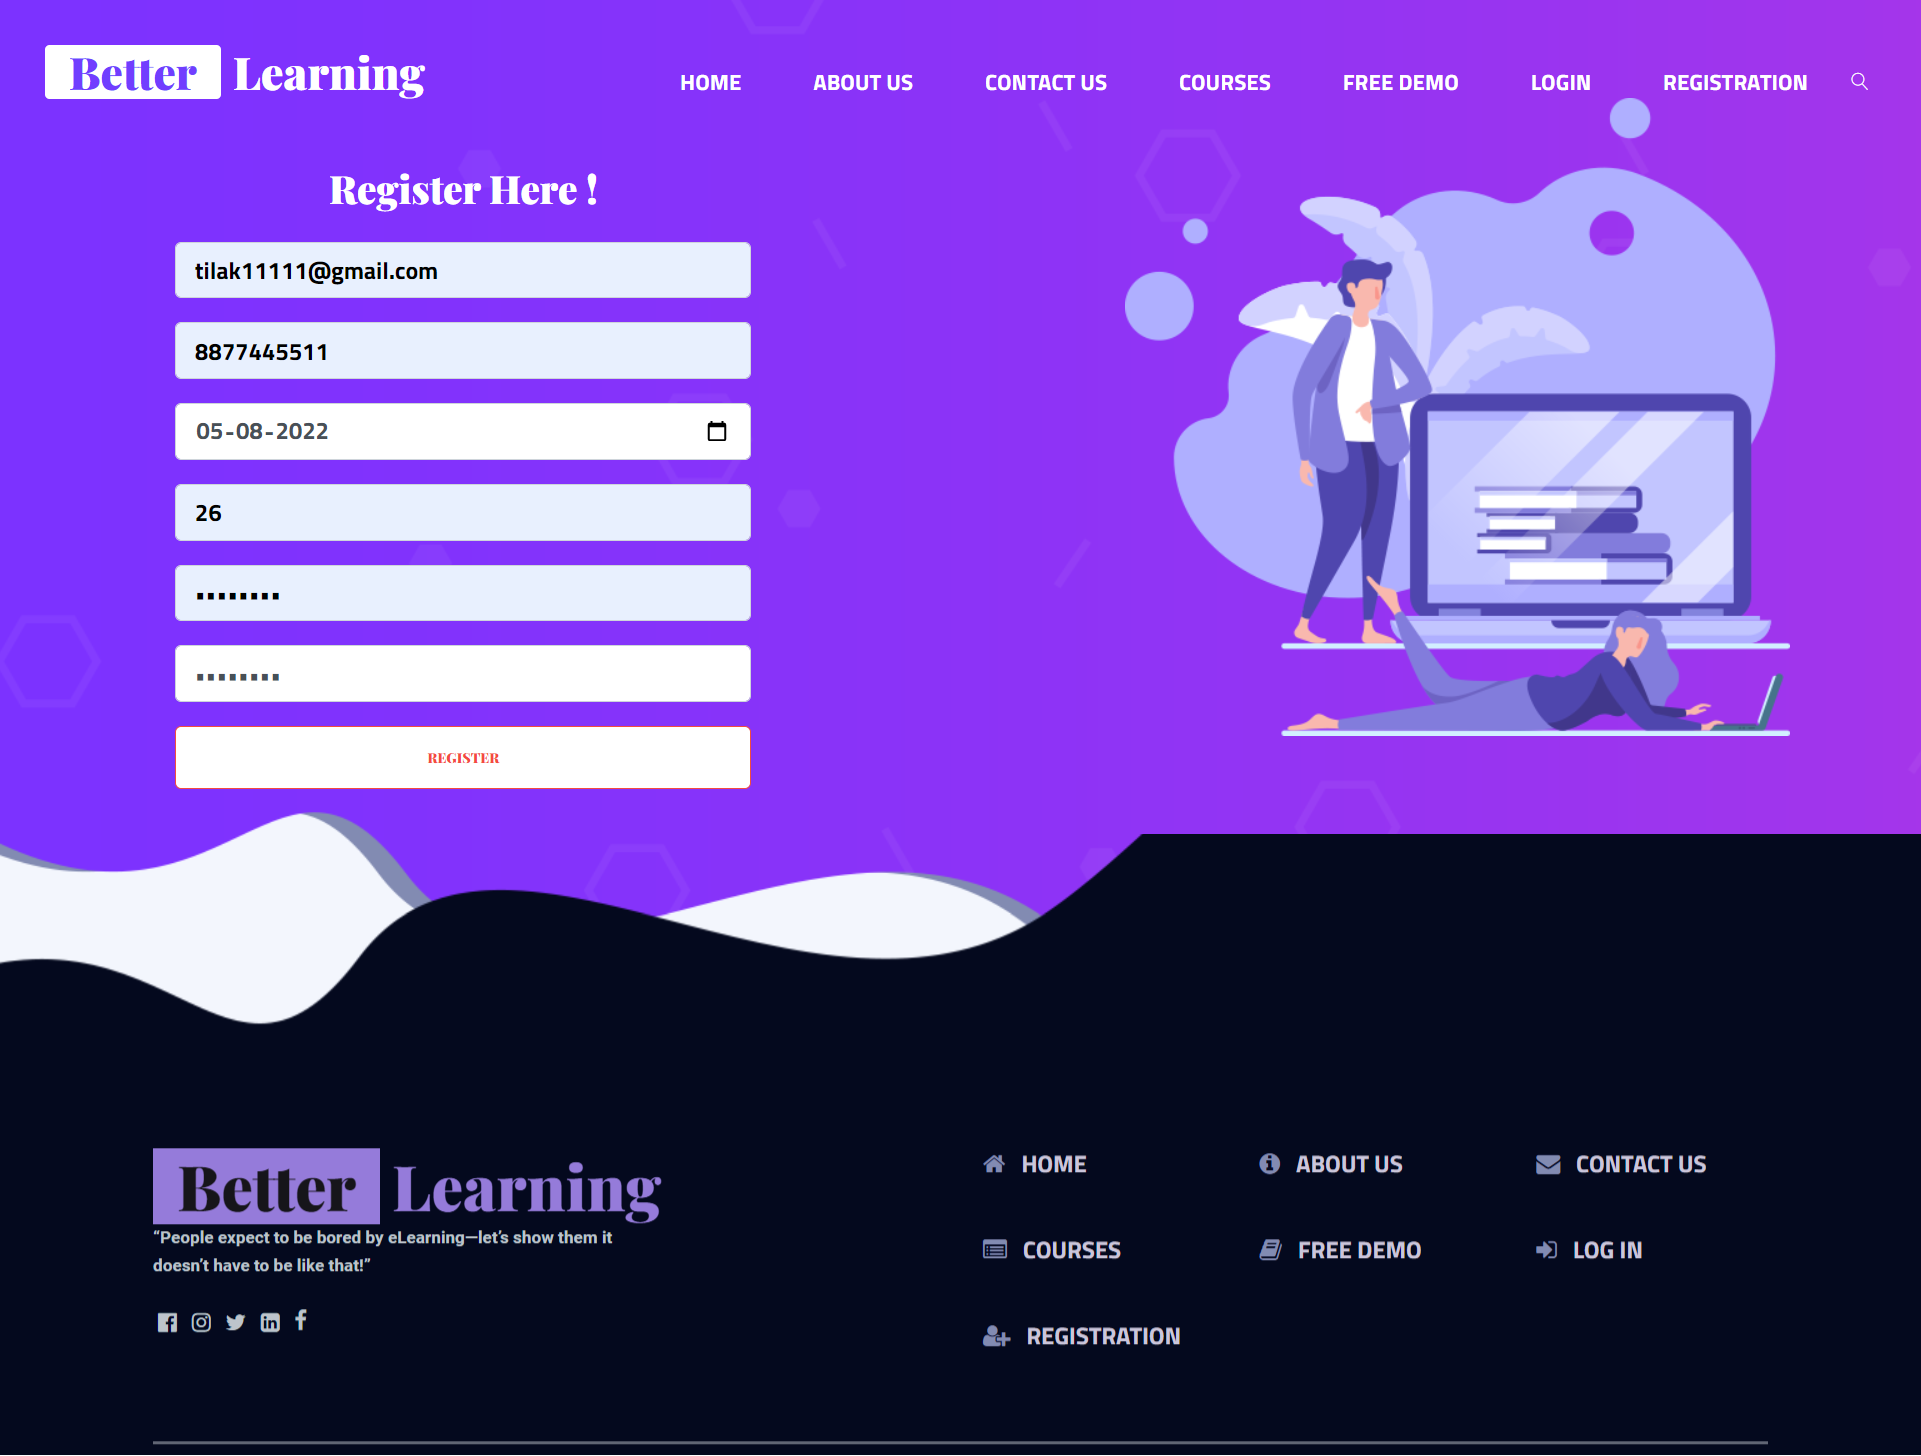 Better Learning
HOME ABOUT US CONTACT US COURSES FREE DEMO LOGIN REGISTRATION
Register Here !
tilak11111@gmail.com
8877445511
05-08-2022
26
REGISTER
Better Learning
“People expect to be bored by eLearning—let’s show them it
doesn’t have to be like that!”
HOME ABOUT US CONTACT US
COURSES FREE DEMO LOG IN
REGISTRATION